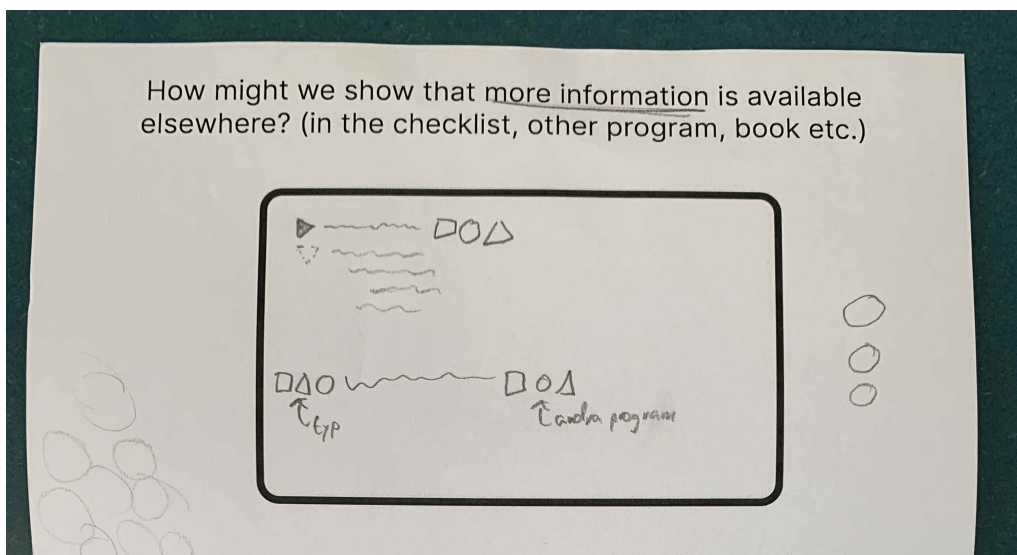 How might we show that more information is available
elsewhere? (in the checklist, other program, book etc.)
typ
andra program